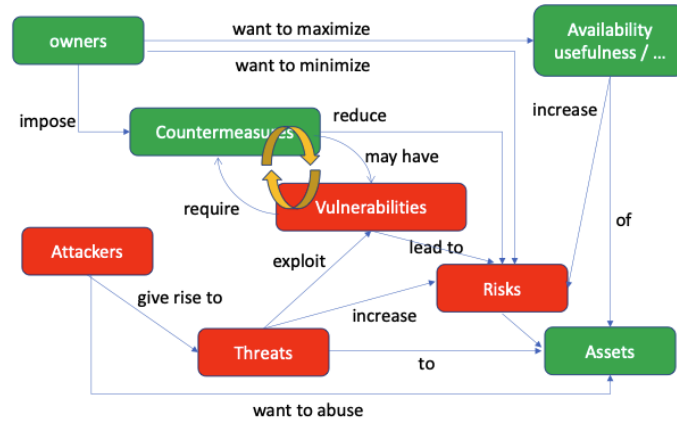 want to maximize
owners
Availability
usefulness / ...
want to minimize
impose
reduce
increase
Countermeasures
may have
require
Vulnerabilities
of
Attackers
lead to
exploit
Risks
give rise to
increase
Threats
to
Assets
want to abuse